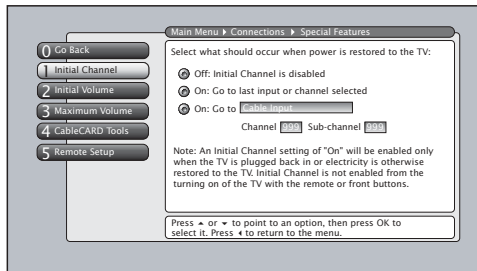 Main Menu ▸ Connections ▸ Special Features
0 Go Back
1 Initial Channel
2 Initial Volume
3 Maximum Volume
4 CableCARD Tools
5 Remote Setup
Select what should occur when power is restored to the TV:
Off: Initial Channel is disabled
On: Go to last input or channel selected
On: Go to Cable Input
Channel 999 Sub-channel 999
Note: An Initial Channel setting of "On" will be enabled only
when the TV is plugged back in or electricity is otherwise
restored to the TV. Initial Channel is not enabled from the
turning on of the TV with the remote or front buttons.
Press ▴ or ▾ to point to an option, then press OK to
select it. Press ◂ to return to the menu.